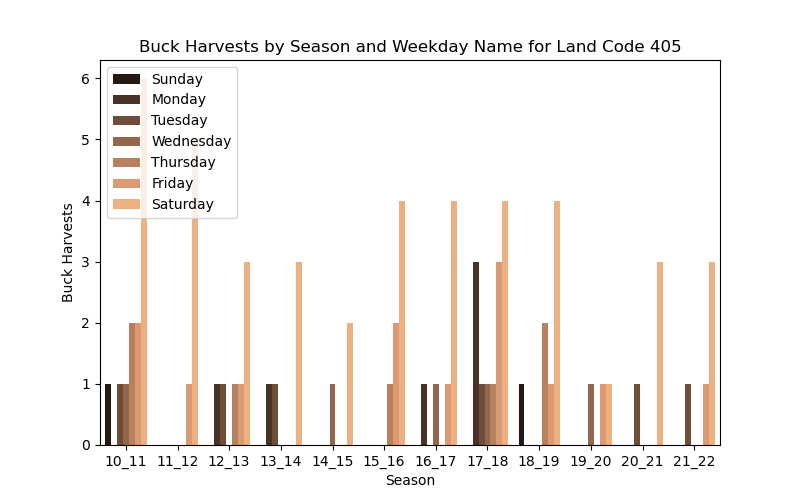 Buck Harvests by Season and Weekday Name for Land Code 405
Sunday
Monday
Tuesday
Wednesday
Thursday
Friday
Saturday
6
5
4
3
2
1
0
Buck Harvests
10_11 11_12 12_13 13_14 14_15 15_16 16_17 17_18 18_19 19_20 20_21 21_22
Season